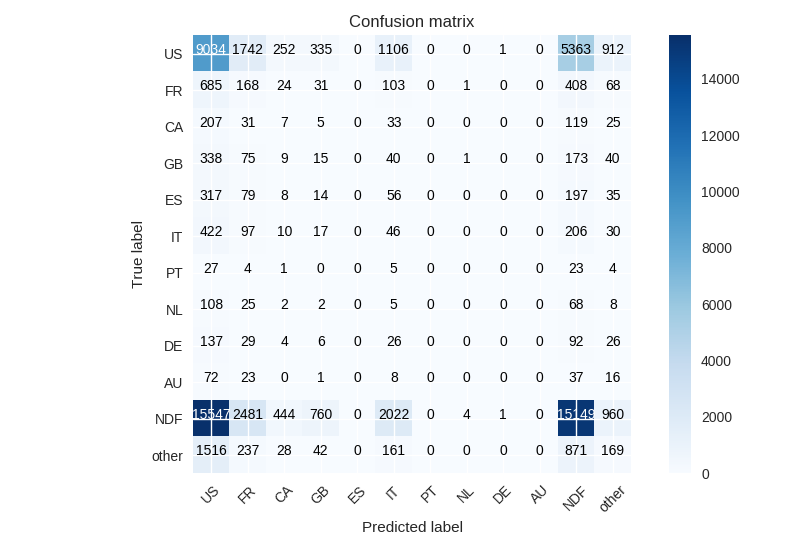 Confusion matrix
US 9034 1742 252 335 0 1106 0 0 1 0 5363 912
FR 685 168 24 31 0 103 0 1 0 0 408 68
CA 207 31 7 5 0 33 0 0 0 0 119 25
GB 338 75 9 15 0 40 0 1 0 0 173 40
ES 317 79 8 14 0 56 0 0 0 0 197 35
IT 422 97 10 17 0 46 0 0 0 0 206 30
PT 27 4 1 0 0 5 0 0 0 0 23 4
NL 108 25 2 2 0 5 0 0 0 0 68 8
DE 137 29 4 6 0 26 0 0 0 0 92 26
AU 72 23 0 1 0 8 0 0 0 0 37 16
NDF 15547 2481 444 760 0 2022 0 4 1 0 15149 960
other 1516 237 28 42 0 161 0 0 0 0 871 169
US FR CA GB ES IT PT NL DE AU NDF other
True label
Predicted label
14000
12000
10000
8000
6000
4000
2000
0